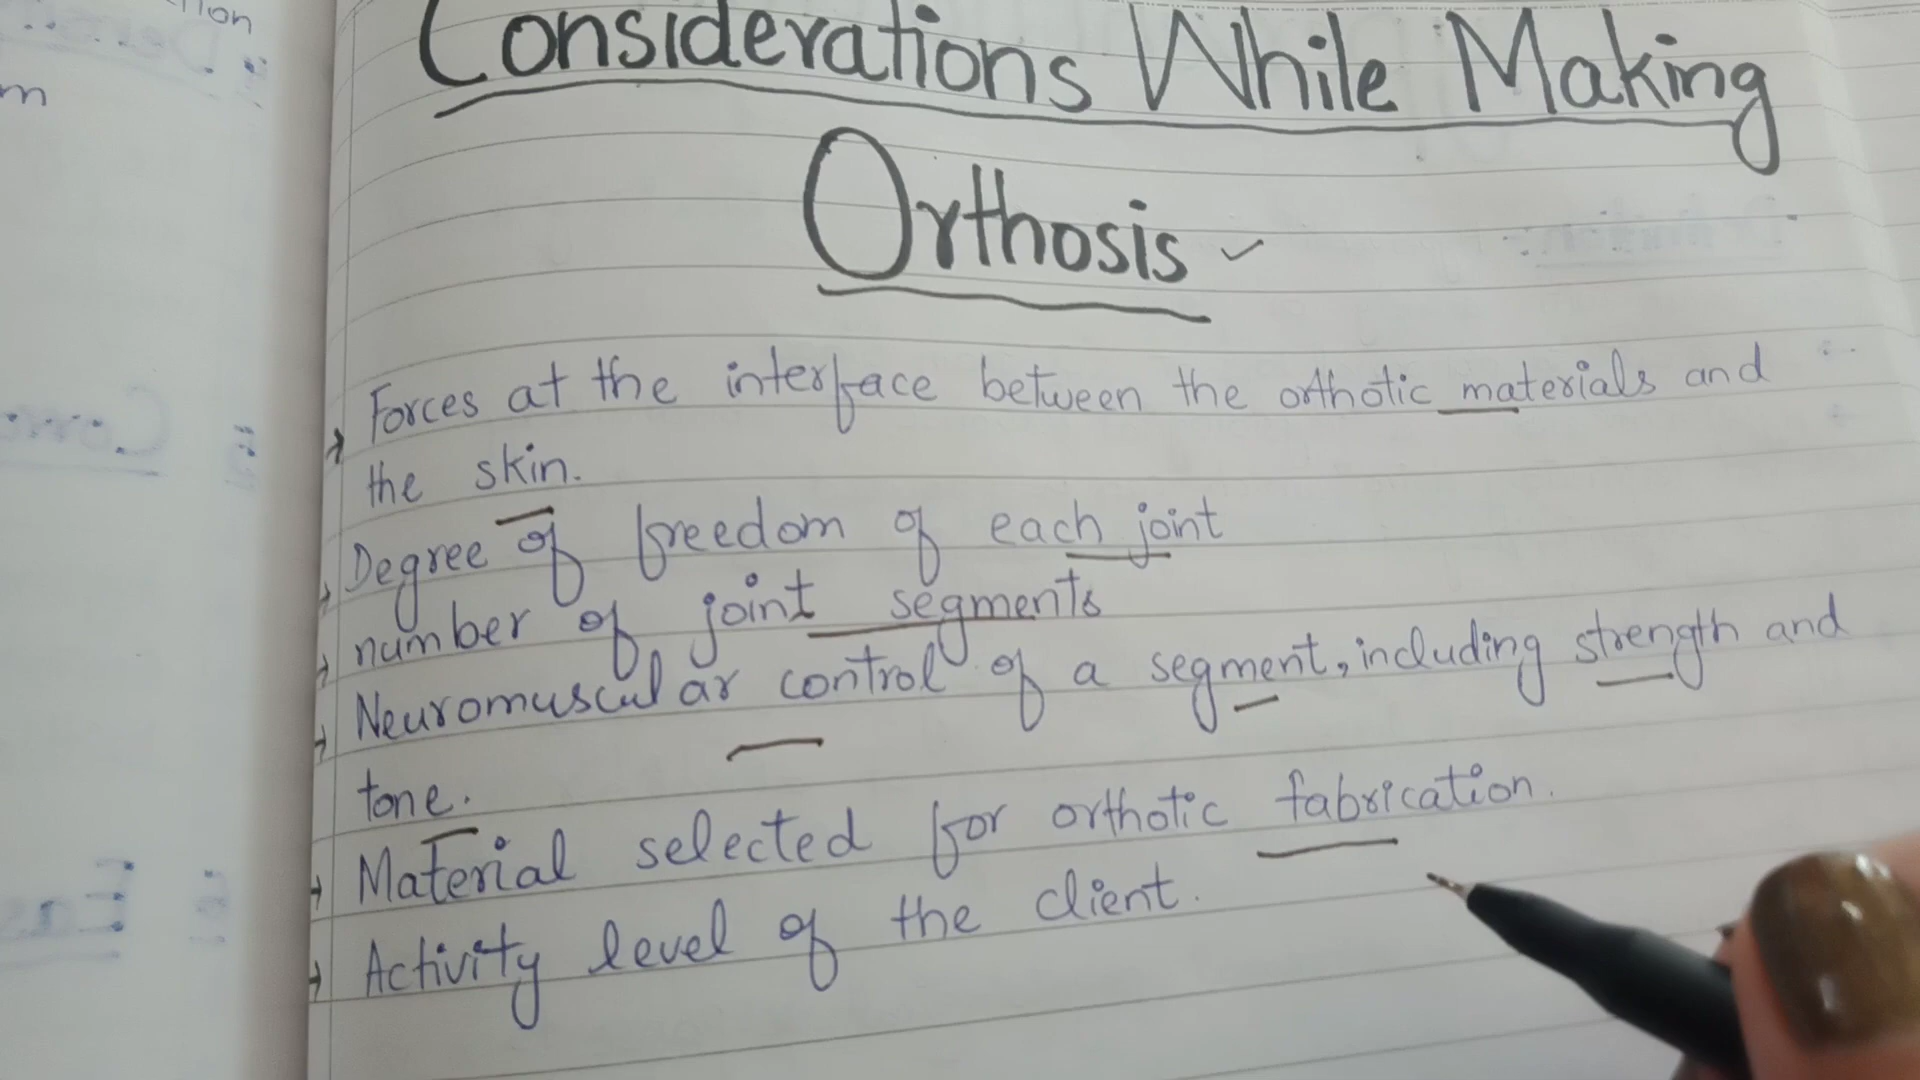 tion
m
Considerations While Making
Orthosis
→ Forces at the interface between the orthotic materials and
the skin.
→ Degree of freedom of each joint
→ number of joint segments
→ Neuromuscular control of a segment, including strength and
tone.
→ Material selected for orthotic fabrication.
→ Activity level of the client.